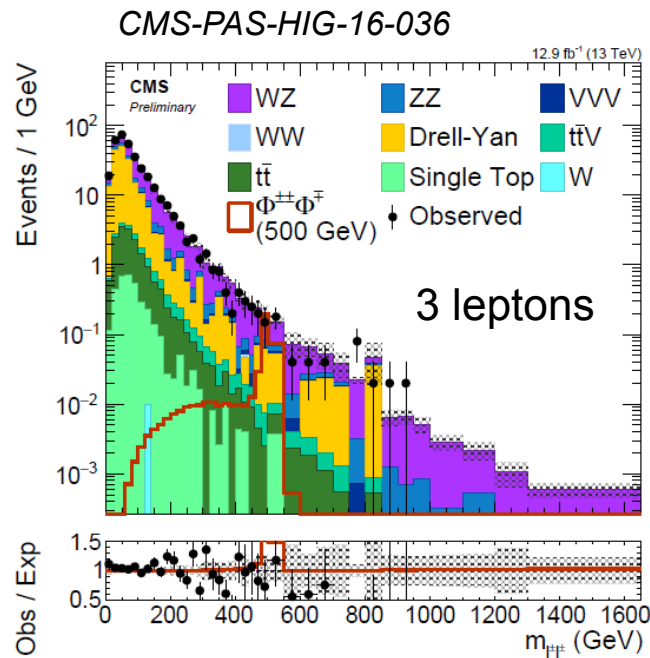 CMS-PAS-HIG-16-036
12.9 fb⁻¹ (13 TeV)
CMS
Preliminary
WZ
ZZ
VVV
WW
Drell-Yan
tt̄V
tt̄
Single Top
W
Φ±±Φ∓
(500 GeV)
Observed
3 leptons
Events / 1 GeV
10²
10
1
10⁻¹
10⁻²
10⁻³
Obs / Exp
1.5
1
0.5
0 200 400 600 800 1000 1200 1400 1600
m_l±l± (GeV)